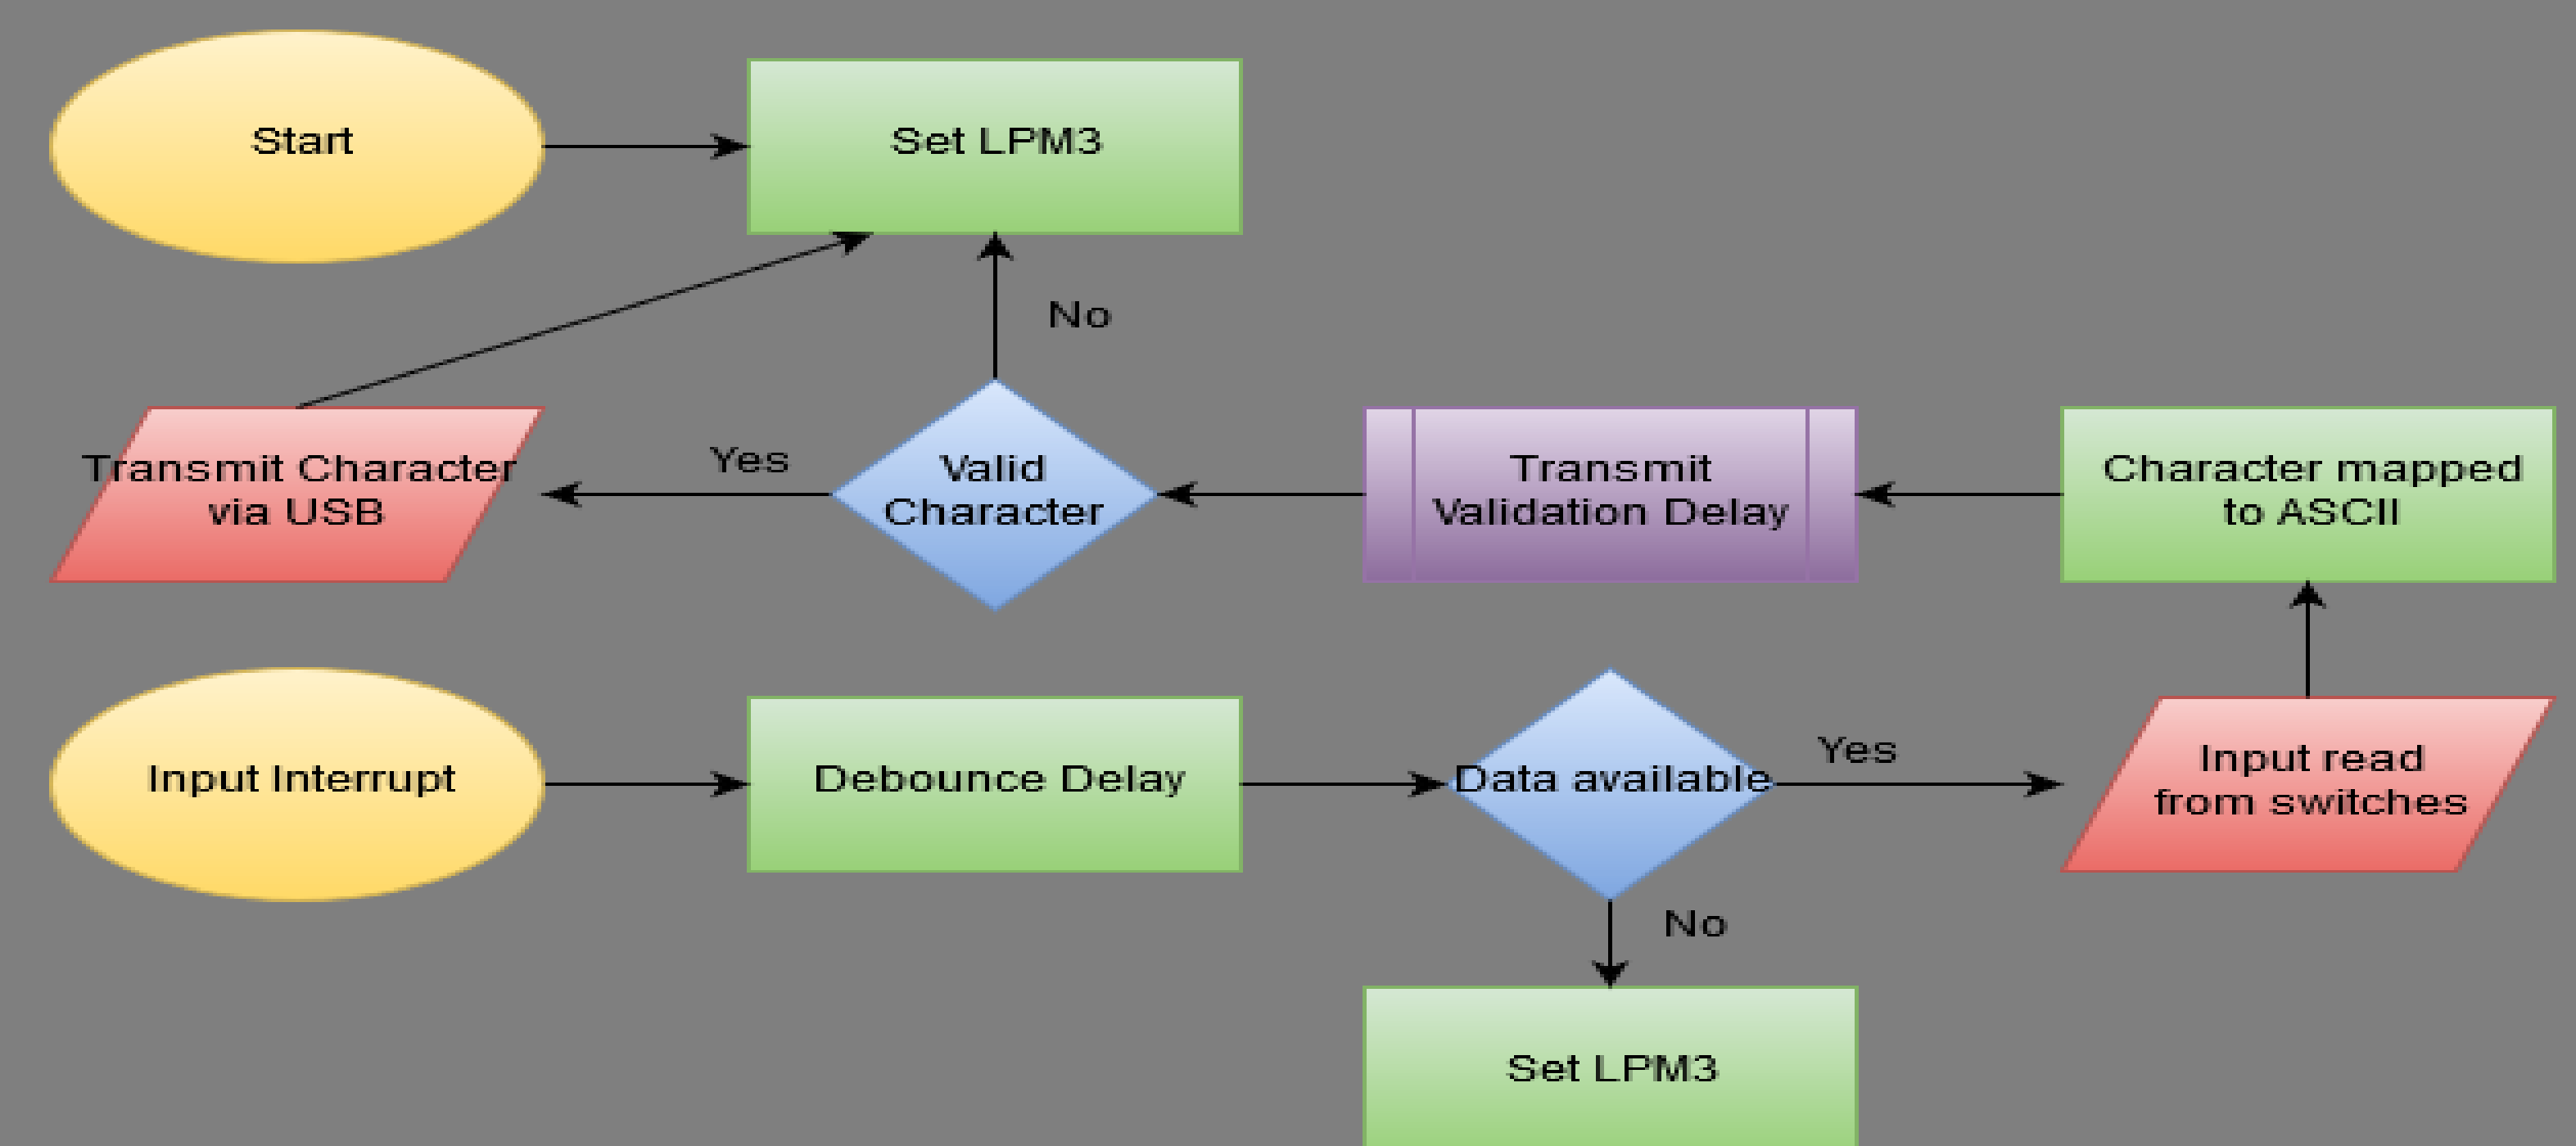 Start
Set LPM3
No
Transmit Character
via USB
Yes
Valid
Character
Transmit
Validation Delay
Character mapped
to ASCII
Input Interrupt
Debounce Delay
Data available
Yes
Input read
from switches
No
Set LPM3